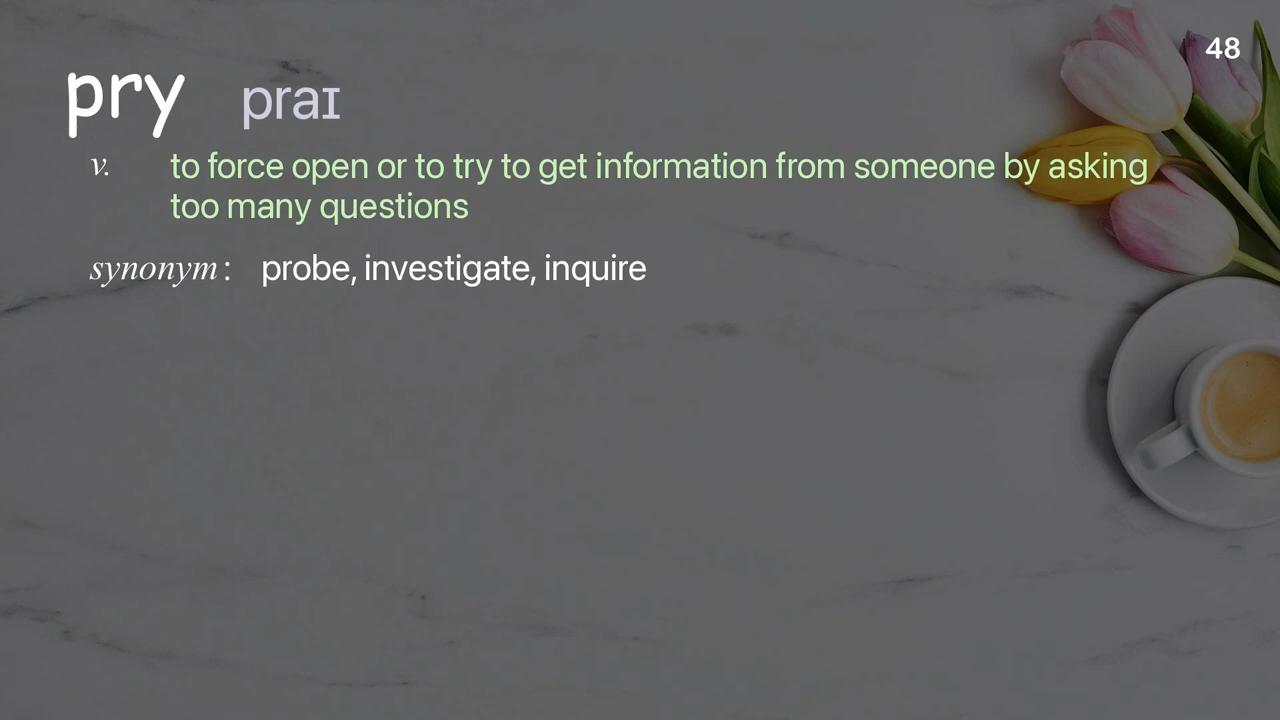 48
pry praɪ
v. to force open or to try to get information from someone by asking
too many questions
synonym: probe, investigate, inquire